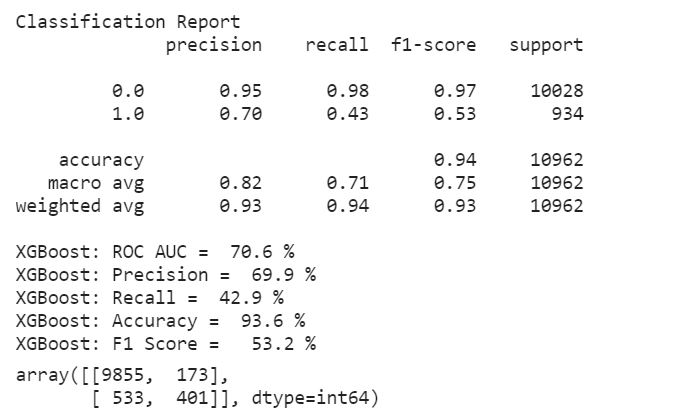 Classification Report
precision recall f1-score support
0.0 0.95 0.98 0.97 10028
1.0 0.70 0.43 0.53 934
accuracy 0.94 10962
macro avg 0.82 0.71 0.75 10962
weighted avg 0.93 0.94 0.93 10962
XGBoost: ROC AUC = 70.6 %
XGBoost: Precision = 69.9 %
XGBoost: Recall = 42.9 %
XGBoost: Accuracy = 93.6 %
XGBoost: F1 Score = 53.2 %
array([[9855, 173],
[ 533, 401]], dtype=int64)